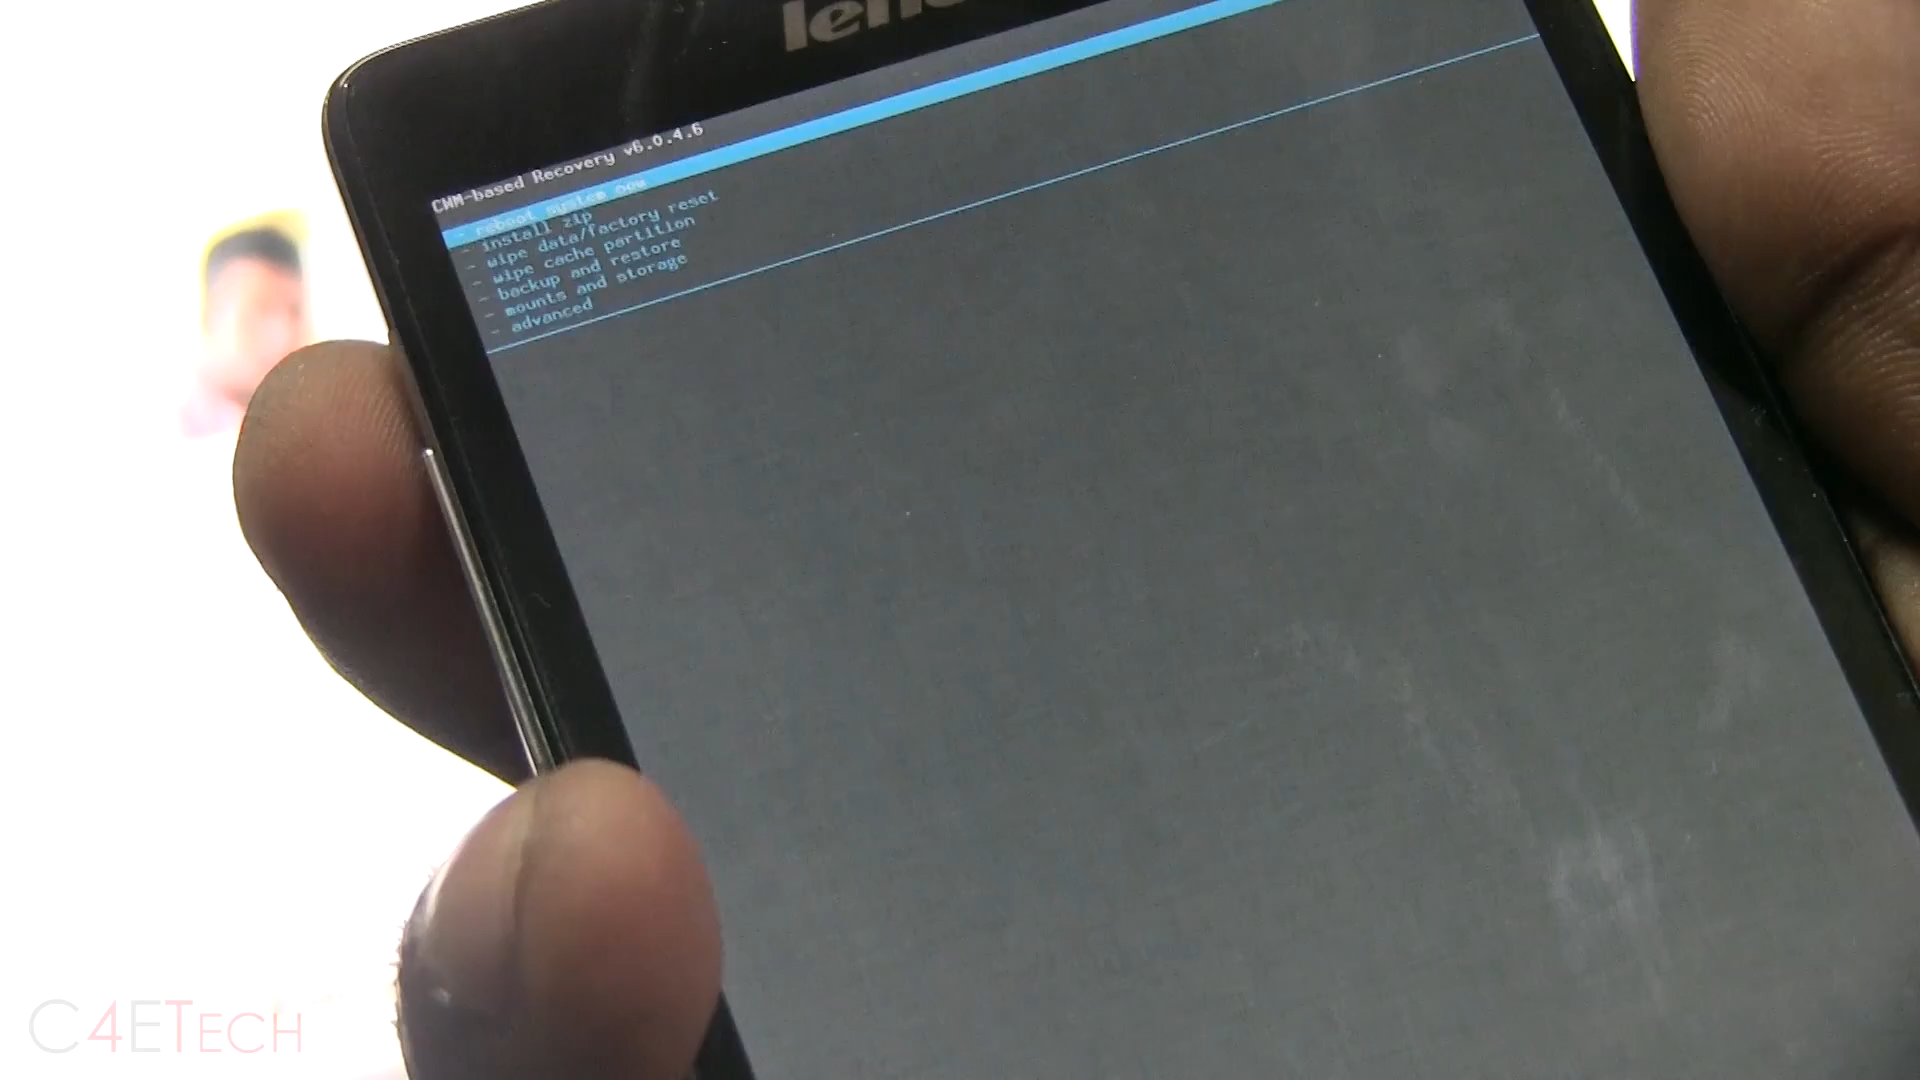 CWM-based Recovery v6.0.4.6
- reboot system now
- install zip
- wipe data/factory reset
- wipe cache partition
- backup and restore
- mounts and storage
- advanced
C4ETECH